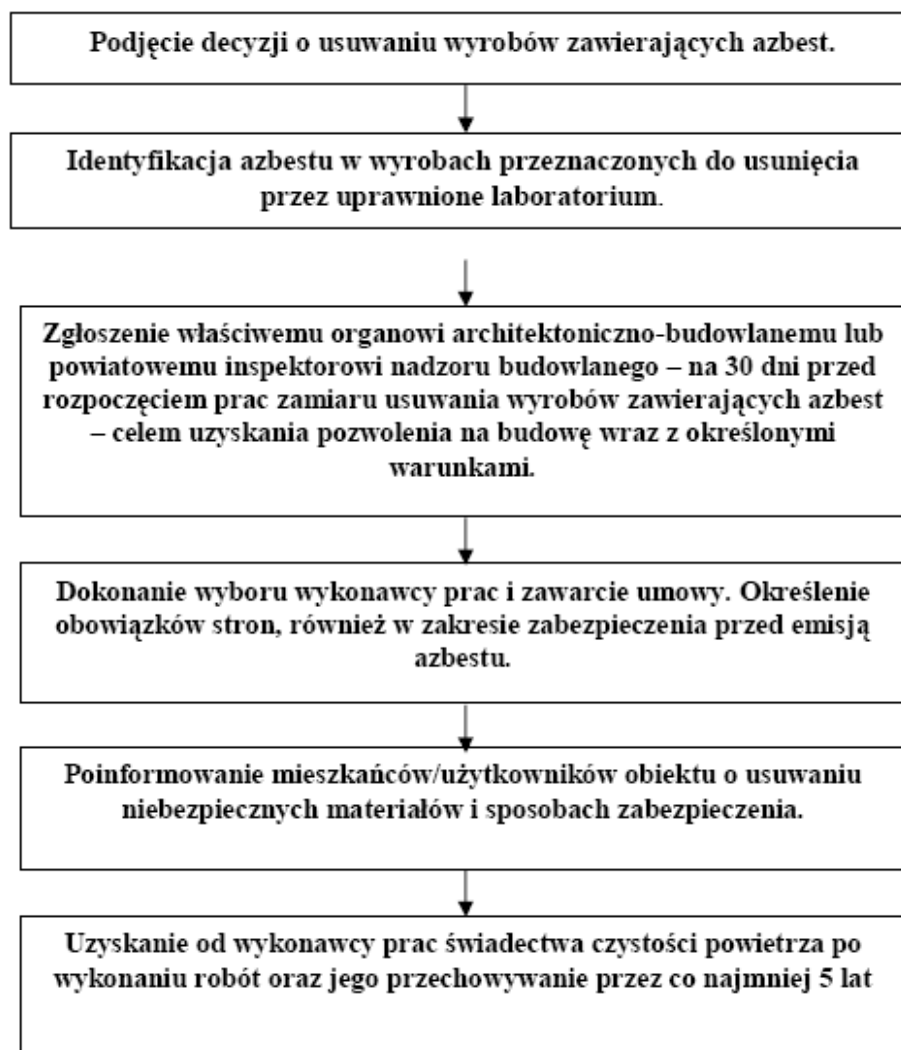 Podjęcie decyzji o usuwaniu wyrobów zawierających azbest.
Identyfikacja azbestu w wyrobach przeznaczonych do usunięcia
przez uprawnione laboratorium.
Zgłoszenie właściwemu organowi architektoniczno-budowlanemu lub
powiatowemu inspektorowi nadzoru budowlanego – na 30 dni przed
rozpoczęciem prac zamiaru usuwania wyrobów zawierających azbest
– celem uzyskania pozwolenia na budowę wraz z określonymi
warunkami.
Dokonanie wyboru wykonawcy prac i zawarcie umowy. Określenie
obowiązków stron, również w zakresie zabezpieczenia przed emisją
azbestu.
Poinformowanie mieszkańców/użytkowników obiektu o usuwaniu
niebezpiecznych materiałów i sposobach zabezpieczenia.
Uzyskanie od wykonawcy prac świadectwa czystości powietrza po
wykonaniu robót oraz jego przechowywanie przez co najmniej 5 lat